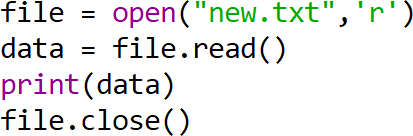 file = open("new.txt",'r')
data = file.read()
print(data)
file.close()